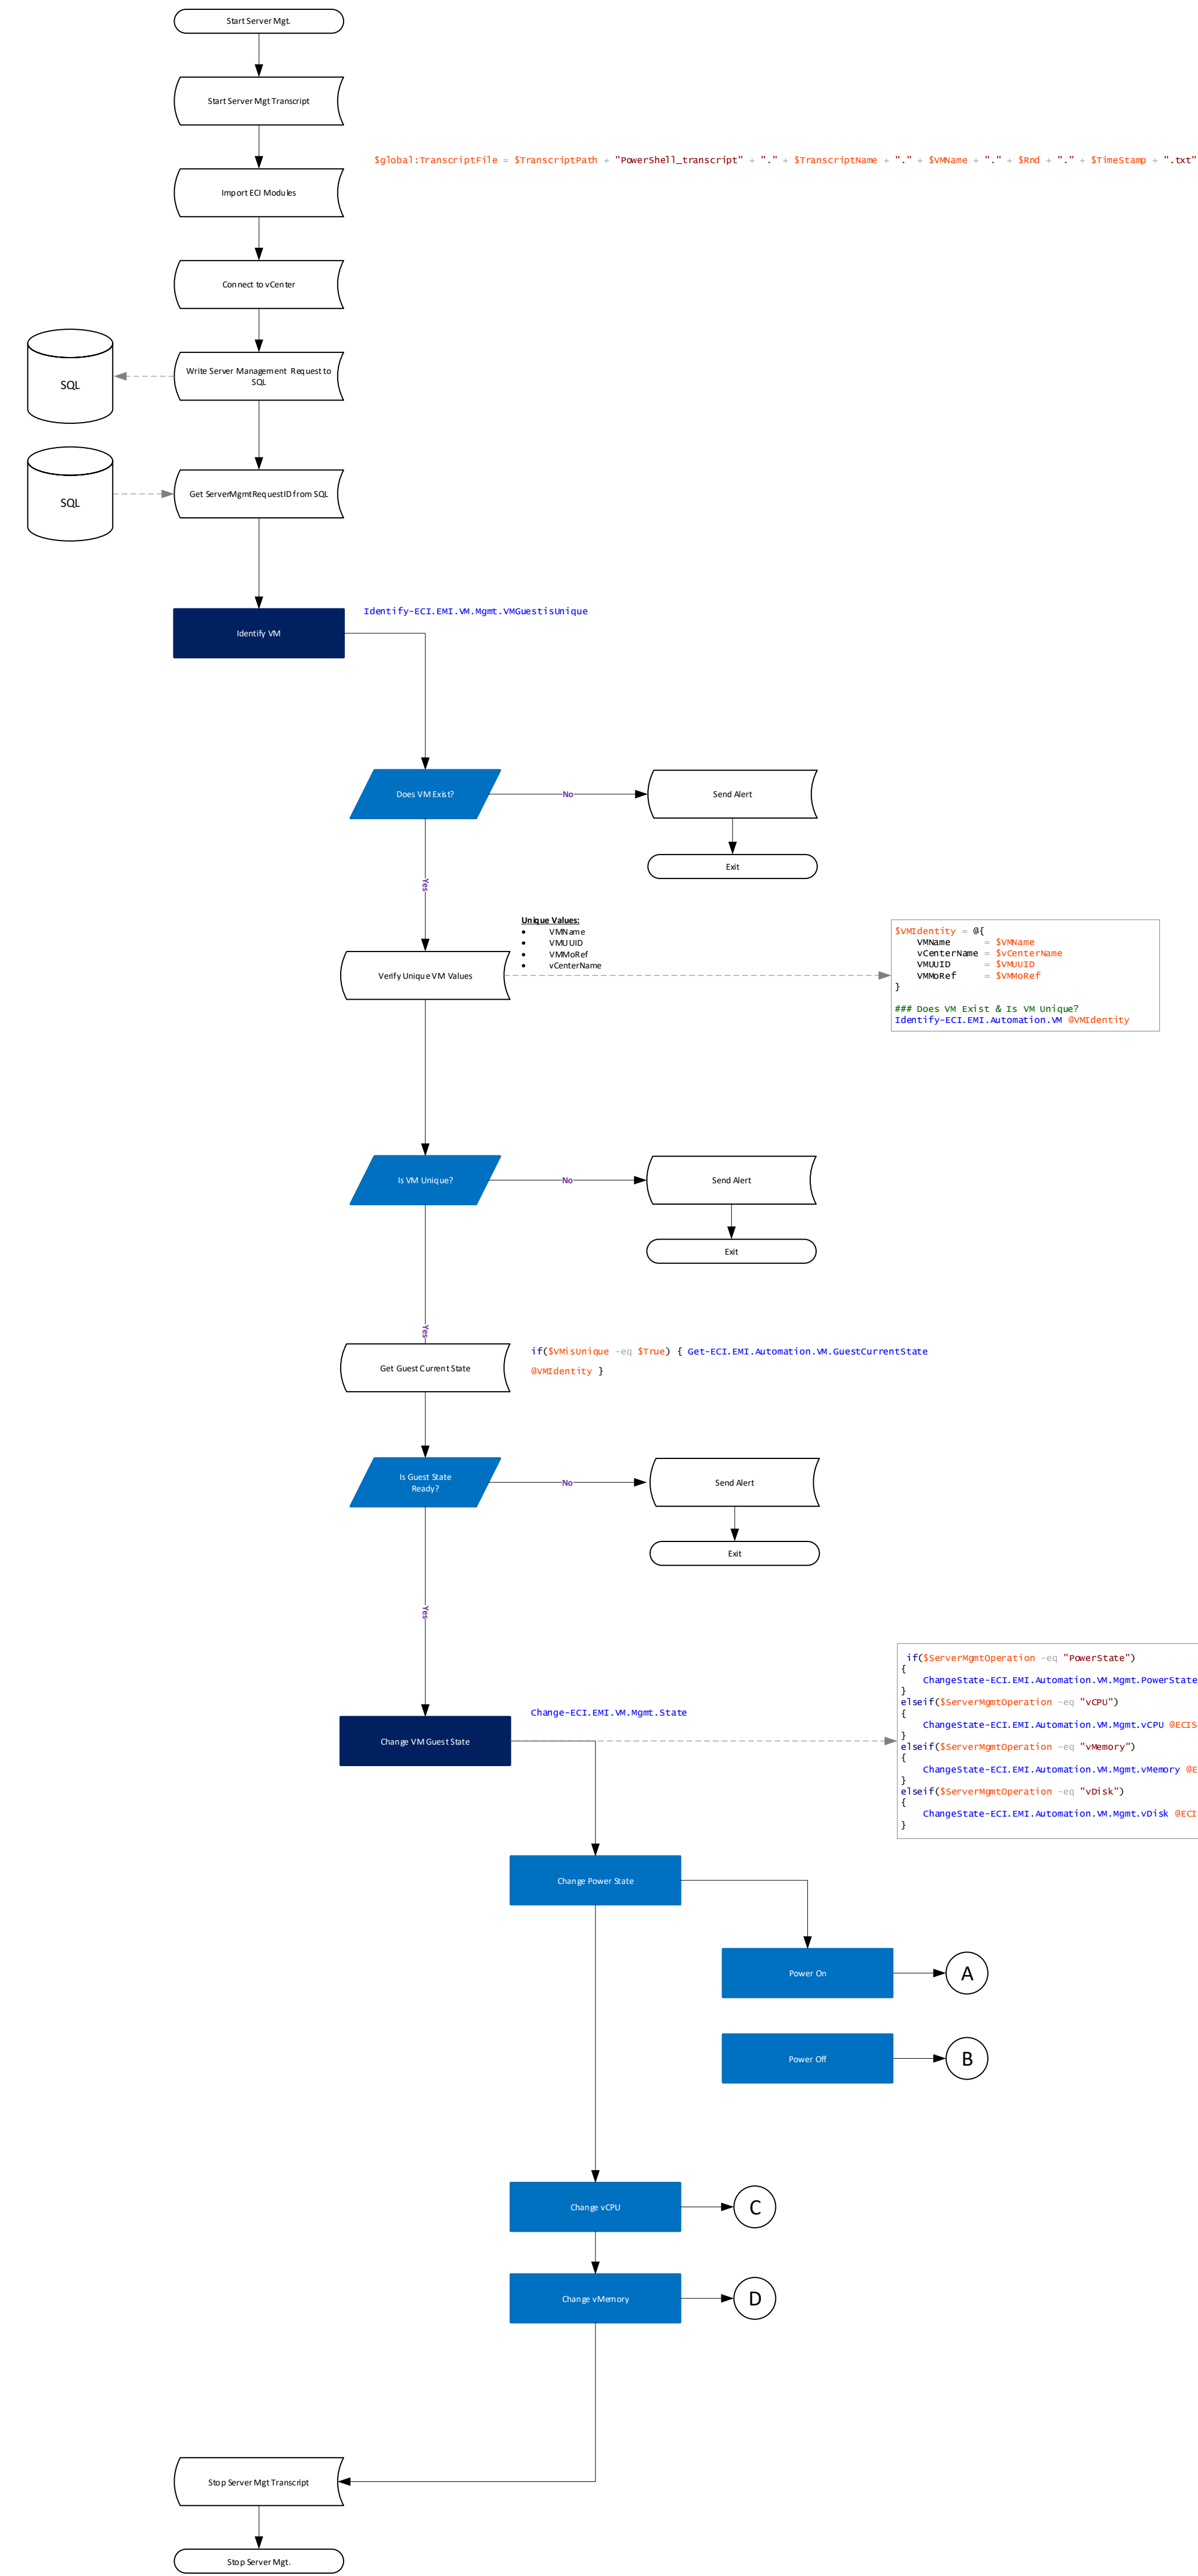 Start Server Mgt.
Start Server Mgt Transcript
$global:TranscriptFile = $TranscriptPath + "PowerShell_transcript" + "." + $TranscriptName + "." + $VMName + "." + $Rnd + "." + $TimeStamp + ".txt"
Import ECI Modules
Connect to vCenter
SQL
Write Server Management Request to
SQL
SQL
Get ServerMgmtRequestID from SQL
Identify-ECI.EMI.VM.Mgmt.VMGuestisUnique
Identify VM
Does VM Exist?
No
Send Alert
Exit
Yes
Unique Values:
• VMName
• VMUUID
• VMMoRef
• vCenterName
Verify Unique VM Values
$VMIdentity = @{
VMName = $VMName
vCenterName = $vCenterName
VMUUID = $VMUUID
VMMoRef = $VMMoRef
}
### Does VM Exist & Is VM Unique?
Identify-ECI.EMI.Automation.VM @VMIdentity
Is VM Unique?
No
Send Alert
Exit
Yes
Get Guest Current State
if($VMisUnique -eq $True) { Get-ECI.EMI.Automation.VM.GuestCurrentState
@VMIdentity }
Is Guest State
Ready?
No
Send Alert
Exit
Yes
Change-ECI.EMI.VM.Mgmt.State
Change VM Guest State
if($ServerMgmtOperation -eq "PowerState")
{
ChangeState-ECI.EMI.Automation.VM.Mgmt.PowerState
}
elseif($ServerMgmtOperation -eq "vCPU")
{
ChangeState-ECI.EMI.Automation.VM.Mgmt.vCPU @ECIS
}
elseif($ServerMgmtOperation -eq "vMemory")
{
ChangeState-ECI.EMI.Automation.VM.Mgmt.vMemory @E
}
elseif($ServerMgmtOperation -eq "vDisk")
{
ChangeState-ECI.EMI.Automation.VM.Mgmt.vDisk @ECI
}
Change Power State
Power On
A
Power Off
B
Change vCPU
C
Change vMemory
D
Stop Server Mgt Transcript
Stop Server Mgt.